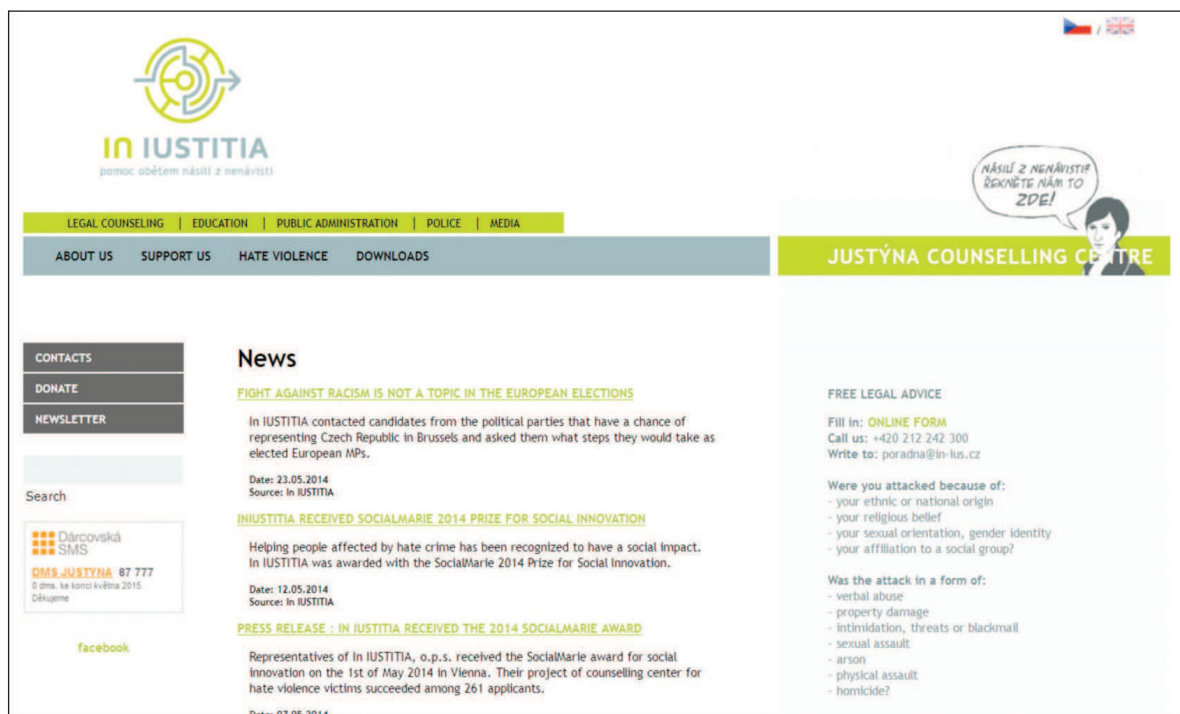 /
IN IUSTITIA
pomoc obětem násilí z nenávisti
NÁSILÍ Z NENÁVISTI?
ŘEKNĚTE NÁM TO
ZDE!
LEGAL COUNSELING | EDUCATION | PUBLIC ADMINISTRATION | POLICE | MEDIA
ABOUT US SUPPORT US HATE VIOLENCE DOWNLOADS
JUSTÝNA COUNSELLING CENTRE
CONTACTS
DONATE
NEWSLETTER
Search
Dárcovská
SMS
DMS JUSTYNA 87 777
0 dms. ke konci května 2015.
Děkujeme
facebook
News
FIGHT AGAINST RACISM IS NOT A TOPIC IN THE EUROPEAN ELECTIONS
In IUSTITIA contacted candidates from the political parties that have a chance of
representing Czech Republic in Brussels and asked them what steps they would take as
elected European MPs.
Date: 23.05.2014
Source: In IUSTITIA
INIUSTITIA RECEIVED SOCIALMARIE 2014 PRIZE FOR SOCIAL INNOVATION
Helping people affected by hate crime has been recognized to have a social impact.
In IUSTITIA was awarded with the SocialMarie 2014 Prize for Social Innovation.
Date: 12.05.2014
Source: In IUSTITIA
PRESS RELEASE : IN IUSTITIA RECEIVED THE 2014 SOCIALMARIE AWARD
Representatives of In IUSTITIA, o.p.s. received the SocialMarie award for social
innovation on the 1st of May 2014 in Vienna. Their project of counselling center for
hate violence victims succeeded among 261 applicants.
Date: 07.05.2014
FREE LEGAL ADVICE
Fill in: ONLINE FORM
Call us: +420 212 242 300
Write to: poradna@in-ius.cz
Were you attacked because of:
- your ethnic or national origin
- your religious belief
- your sexual orientation, gender identity
- your affiliation to a social group?
Was the attack in a form of:
- verbal abuse
- property damage
- intimidation, threats or blackmail
- sexual assault
- arson
- physical assault
- homicide?